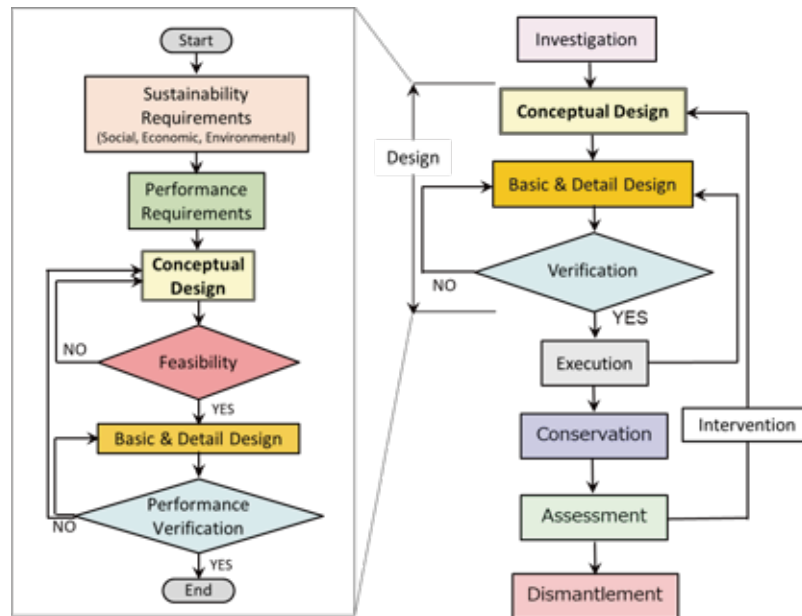 Start
Sustainability
Requirements
(Social, Economic, Environmental)
Performance
Requirements
Conceptual
Design
NO
Feasibility
YES
Basic & Detail Design
Performance
Verification
NO
YES
End
Investigation
Conceptual Design
Design
Basic & Detail Design
Verification
NO
YES
Execution
Intervention
Conservation
Assessment
Dismantlement